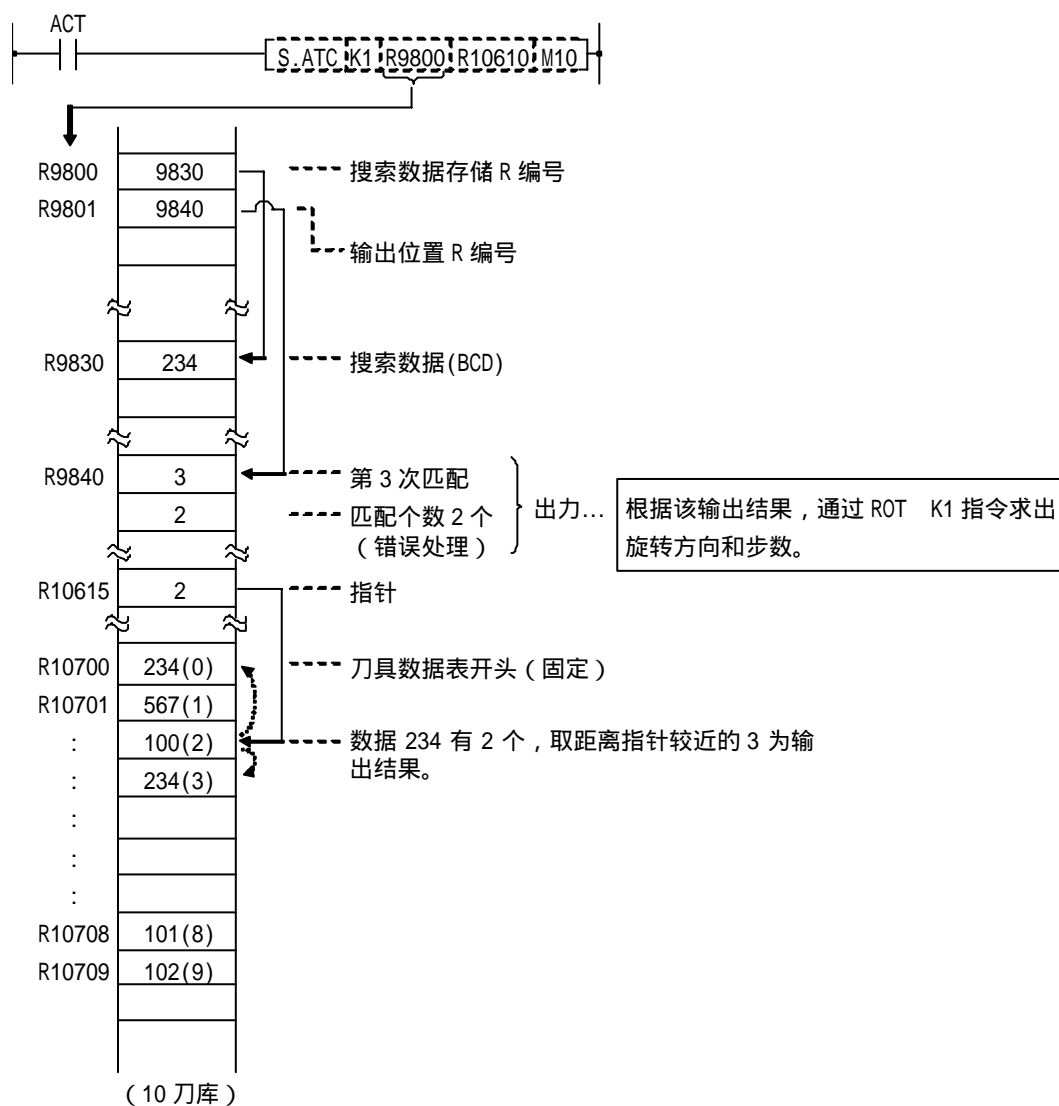 ACT
S.ATC K1 R9800 R10610 M10
R9800 9830 搜索数据存储 R 编号
R9801 9840
输出位置 R 编号
R9830 234 搜索数据(BCD)
R9840 3 第 3 次匹配
2 匹配个数 2 个
（错误处理）
出力...
根据该输出结果，通过 ROT K1 指令求出
旋转方向和步数。
R10615 2 指针
R10700 234(0) 刀具数据表开头（固定）
R10701 567(1)
: 100(2) 数据 234 有 2 个，取距离指针较近的 3 为输
出结果。
: 234(3)
:
:
:
R10708 101(8)
R10709 102(9)
（10 刀库）